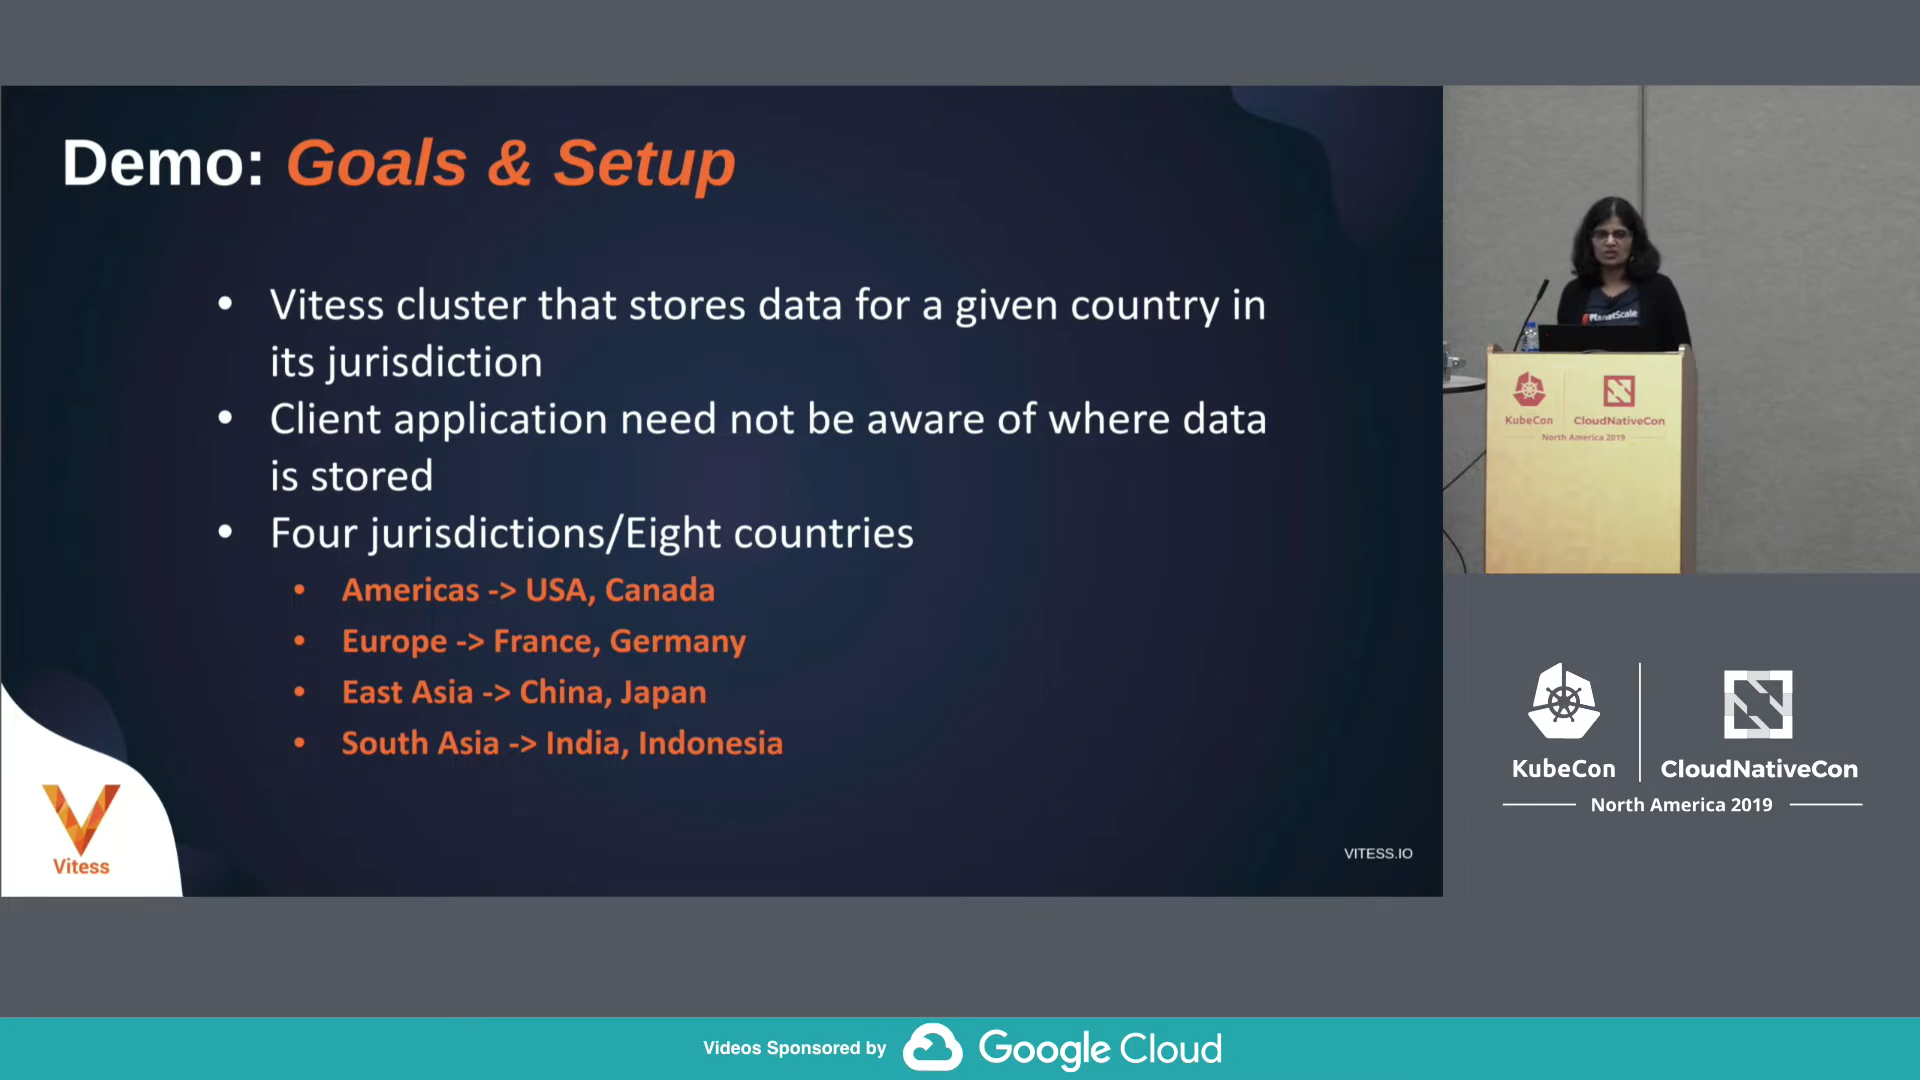 Demo: Goals & Setup
• Vitess cluster that stores data for a given country in
its jurisdiction
• Client application need not be aware of where data
is stored
• Four jurisdictions/Eight countries
• Americas -> USA, Canada
• Europe -> France, Germany
• East Asia -> China, Japan
• South Asia -> India, Indonesia
Vitess
VITESS.IO
PlanetScale
KubeCon CloudNativeCon
North America 2019
KubeCon CloudNativeCon
North America 2019
Videos Sponsored by Google Cloud